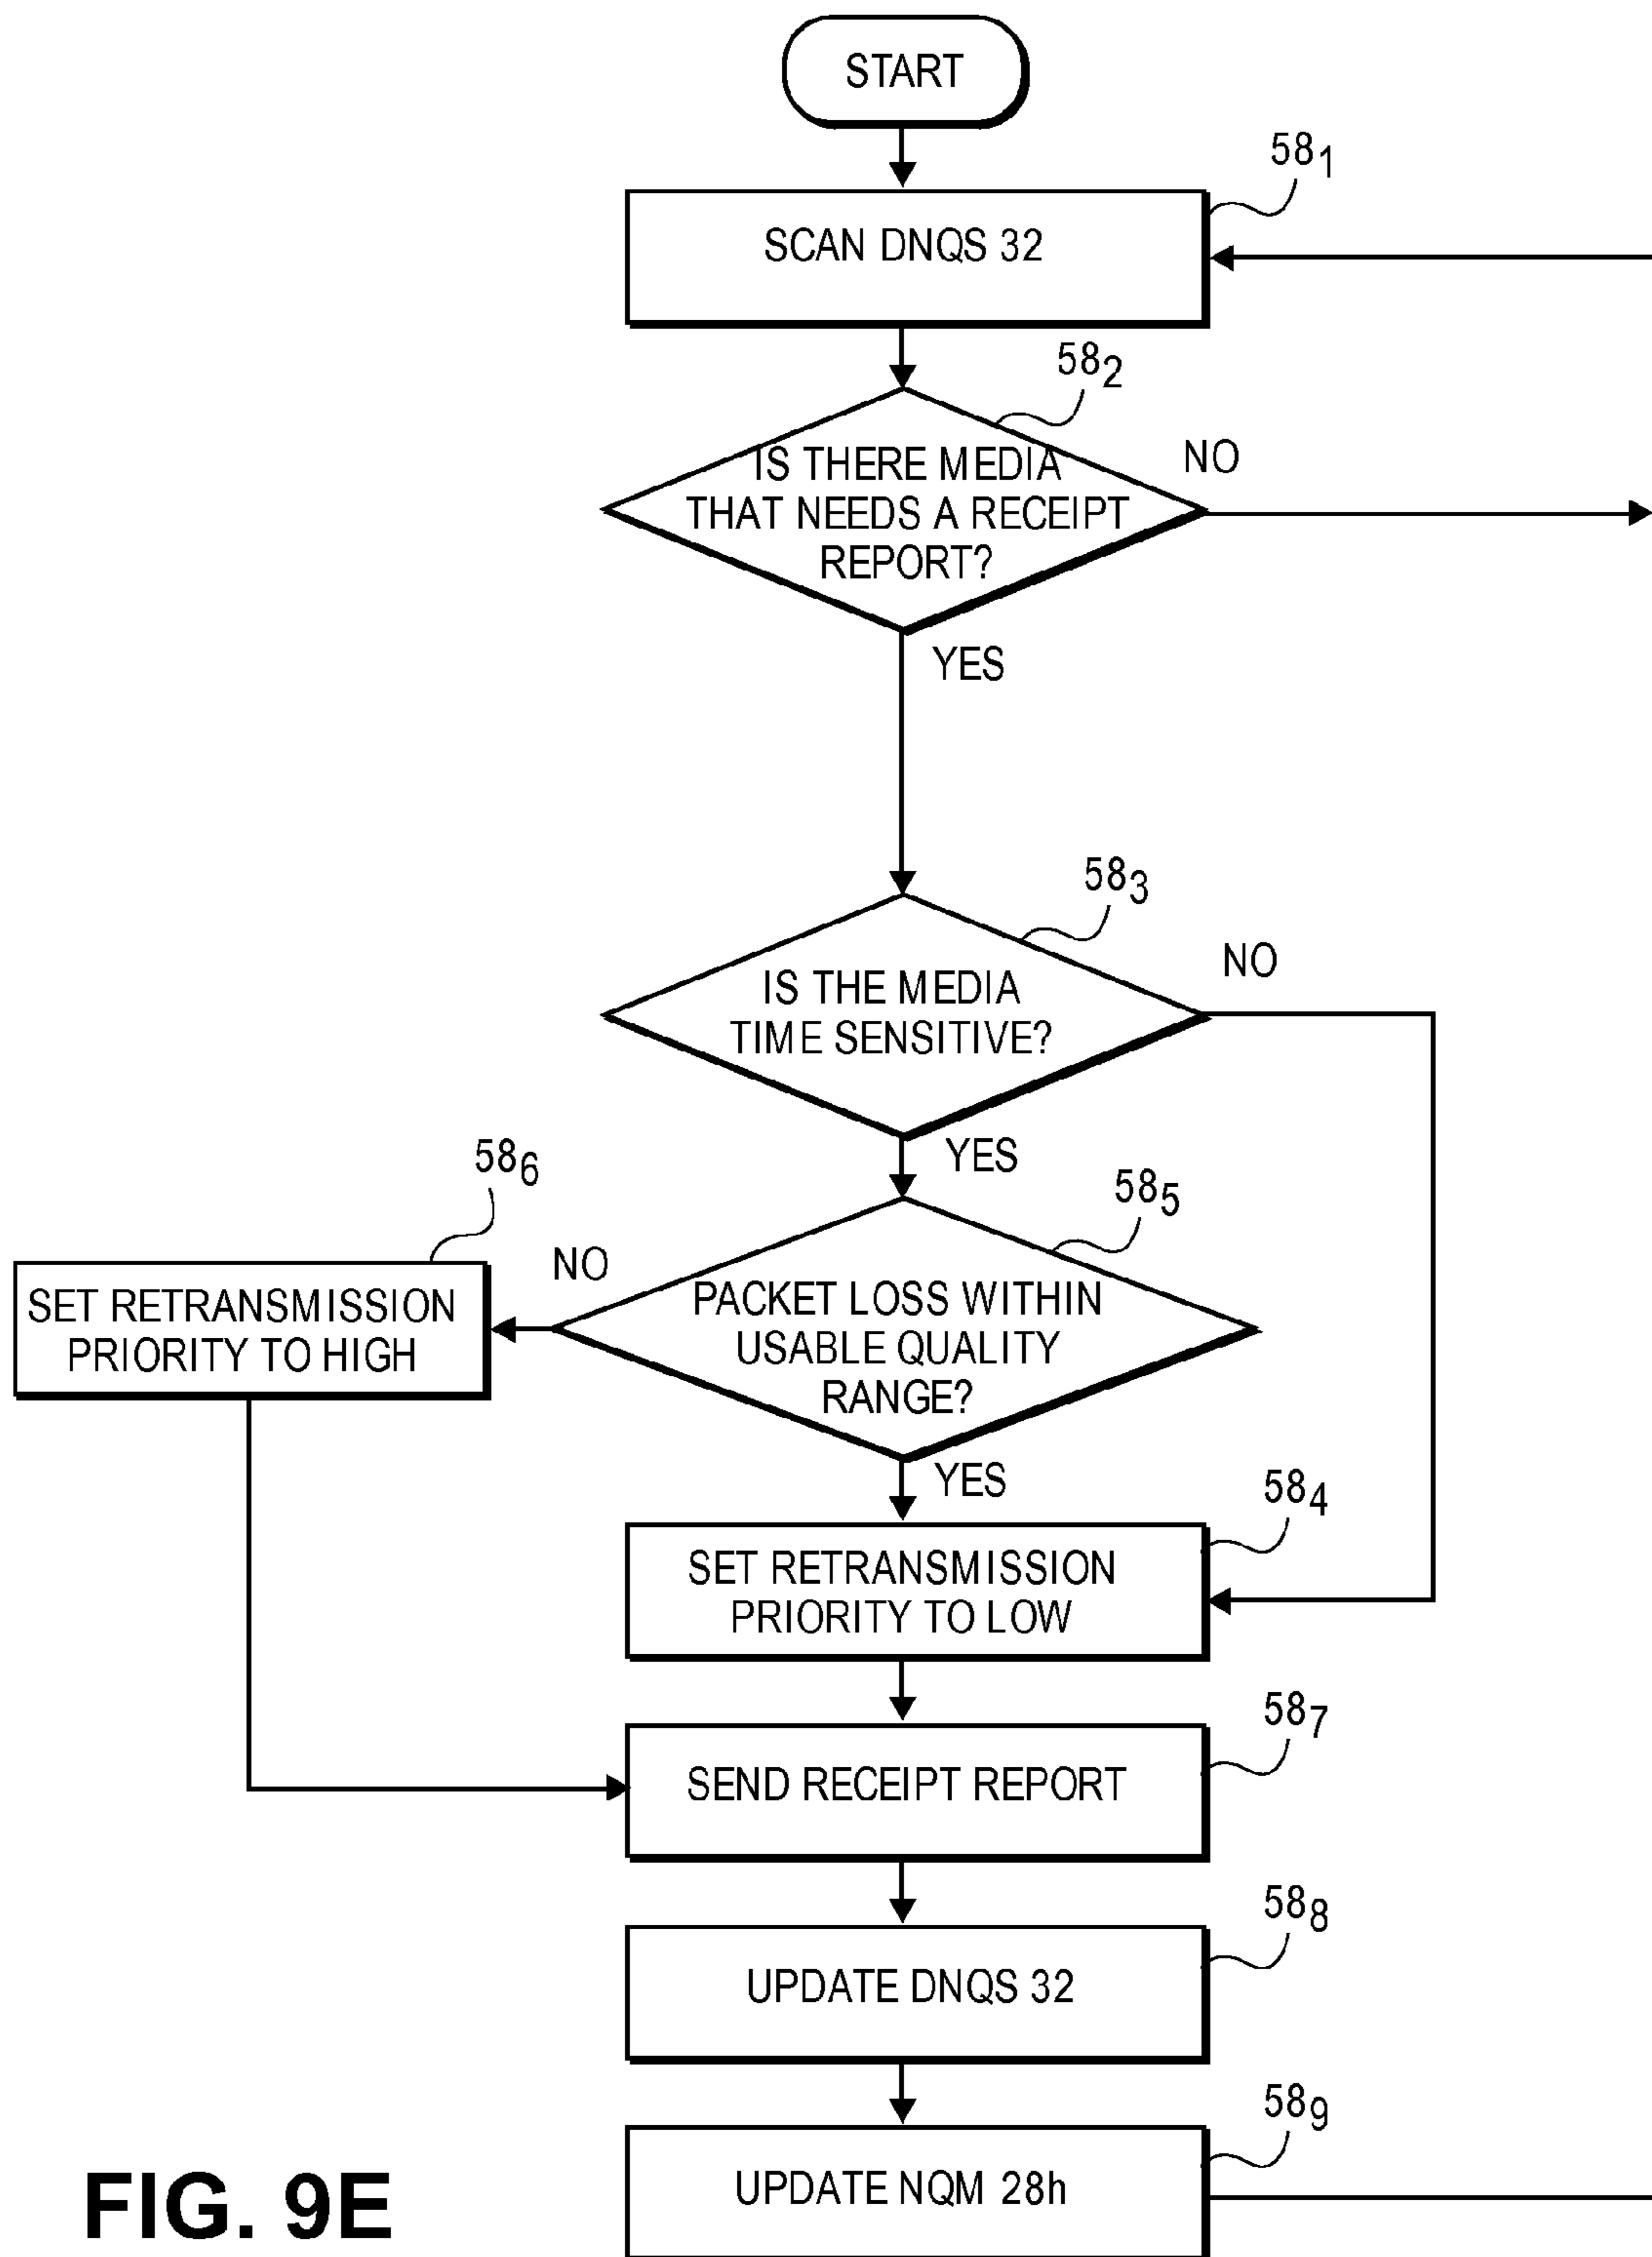 START
58₁
SCAN DNQS 32
58₂
IS THERE MEDIA
THAT NEEDS A RECEIPT
REPORT?
NO
YES
58₃
IS THE MEDIA
TIME SENSITIVE?
NO
YES
58₅
PACKET LOSS WITHIN
USABLE QUALITY
RANGE?
NO
58₆
SET RETRANSMISSION
PRIORITY TO HIGH
YES
58₄
SET RETRANSMISSION
PRIORITY TO LOW
58₇
SEND RECEIPT REPORT
58₈
UPDATE DNQS 32
58₉
UPDATE NQM 28h
FIG. 9E